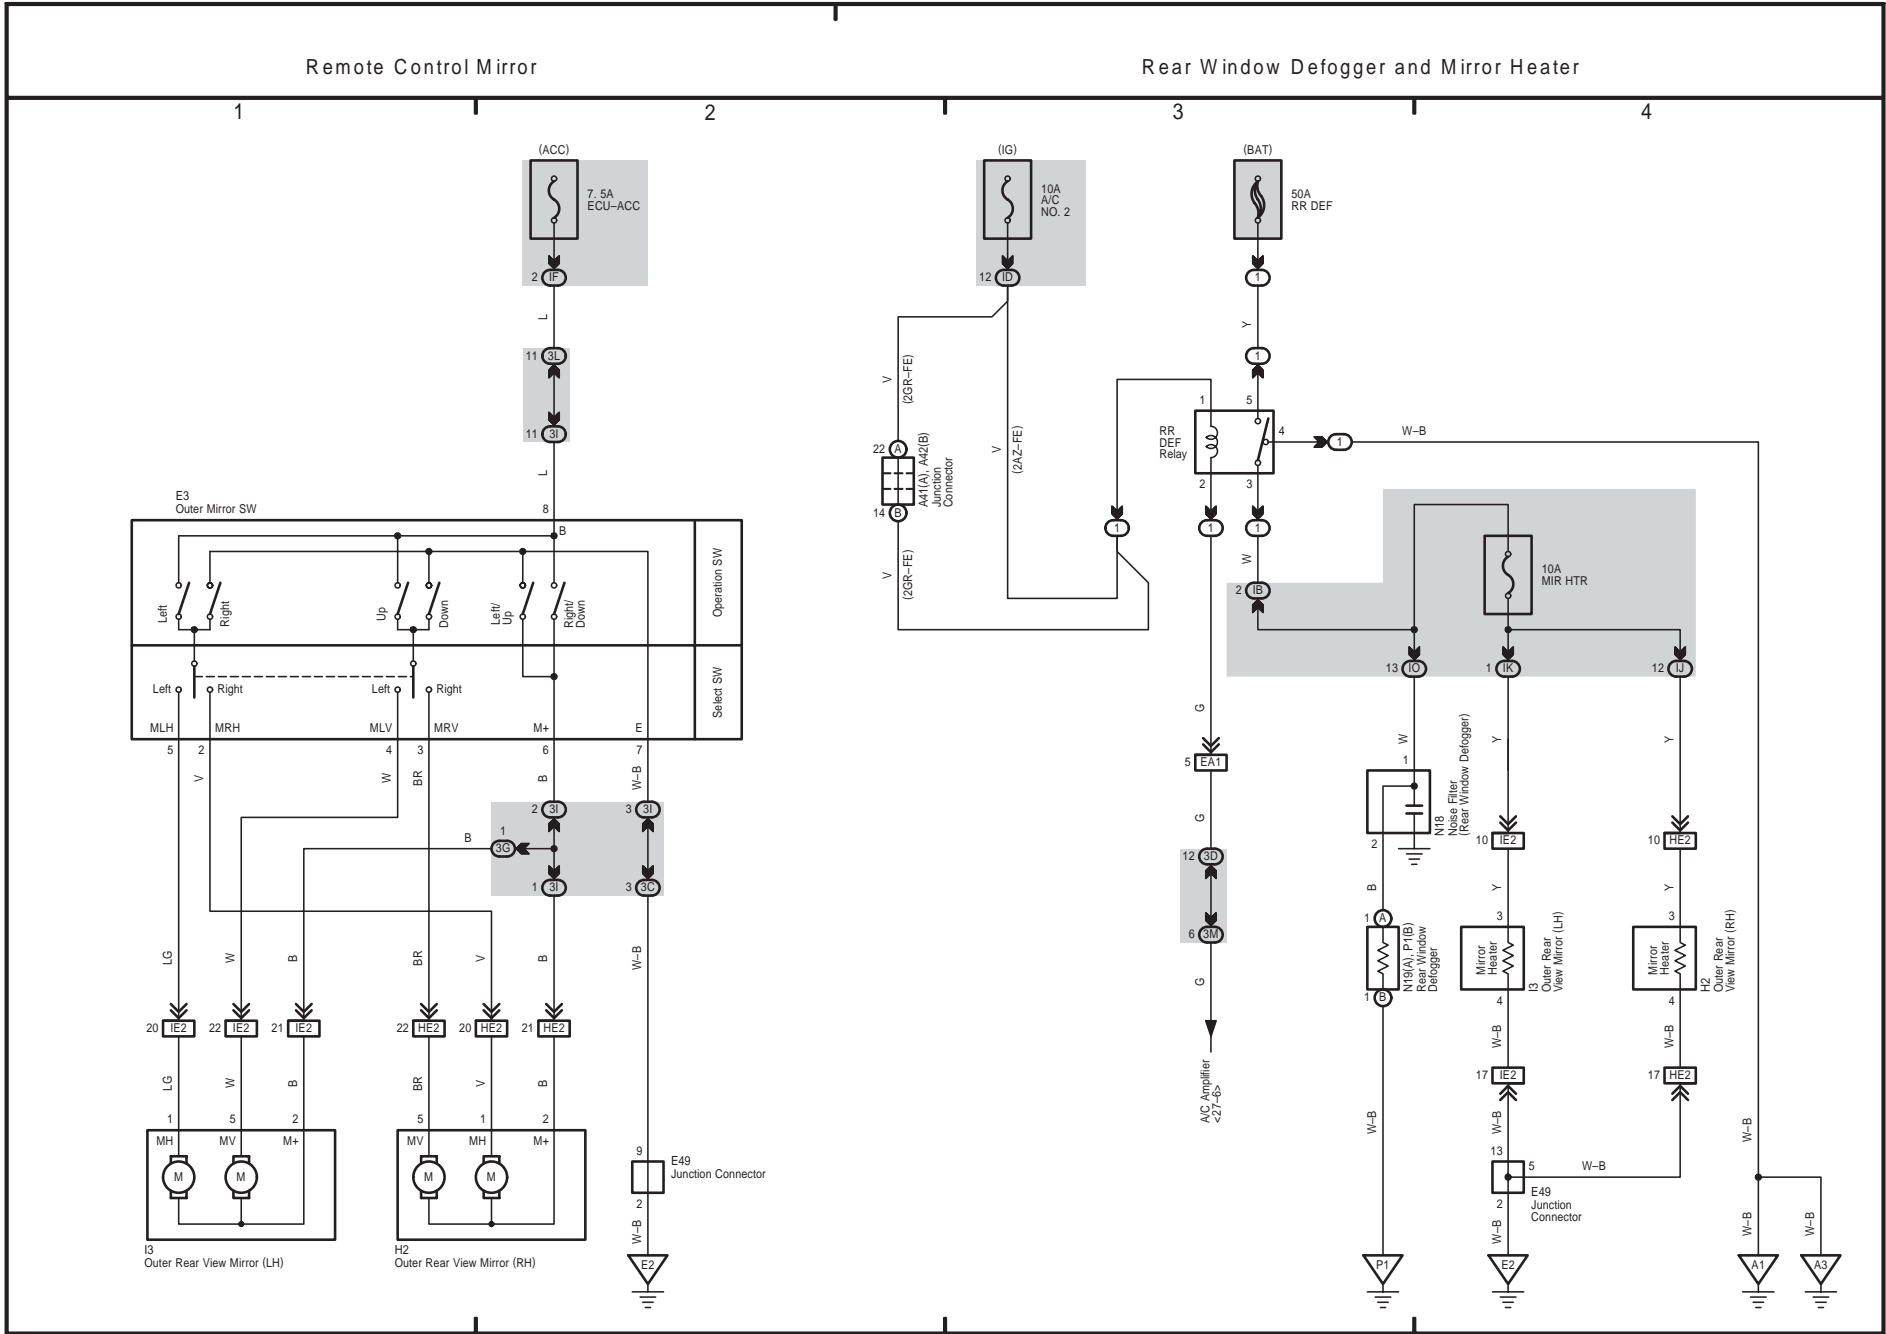 Remote Control Mirror
Rear Window Defogger and Mirror Heater
1
2
3
4
(ACC)
7. 5A
ECU–ACC
2 IF
L
11 3L
11 3I
L
E3
Outer Mirror SW
8
B
Operation SW
Left
Right
Up
Down
Left/
Up
Right/
Down
Select SW
Left
Right
Left
Right
MLH
MRH
MLV
MRV
M+
E
5
2
4
3
6
7
V
W
BR
B
W–B
2 3I
3 3I
B
1
3G
1 3I
3 3C
LG
W
B
BR
V
B
W–B
20 IE2
22 IE2
21 IE2
22 HE2
20 HE2
21 HE2
LG
W
B
BR
V
B
1
5
2
5
1
2
MH
MV
M+
MV
MH
M+
M
M
M
M
I3
Outer Rear View Mirror (LH)
H2
Outer Rear View Mirror (RH)
9
E49
Junction Connector
2
W–B
E2
(IG)
10A
A/C
NO. 2
12 ID
V
(2GR–FE)
22 A
A41(A), A42(B)
Junction
Connector
14 B
V
(2GR–FE)
V
(2AZ–FE)
(BAT)
50A
RR DEF
1
Y
1
1
5
RR
DEF
Relay
4
1
W–B
2
3
1
1
1
W
2 IB
10A
MIR HTR
13 IO
1 IK
12 IJ
G
5 EA1
G
12 3D
6 3M
G
A/C Amplifier
<27–6>
W
1
N18
Noise Filter
(Rear Window Defogger)
2
B
1 A
N19(A), P1(B)
Rear Window
Defogger
1 B
W–B
P1
Y
10 IE2
Y
3
Mirror
Heater
I3
Outer Rear
View Mirror (LH)
4
W–B
17 IE2
W–B
13
5
W–B
E49
Junction
Connector
2
W–B
E2
Y
10 HE2
Y
3
Mirror
Heater
H2
Outer Rear
View Mirror (RH)
4
W–B
17 HE2
W–B
W–B
W–B
A1
A3